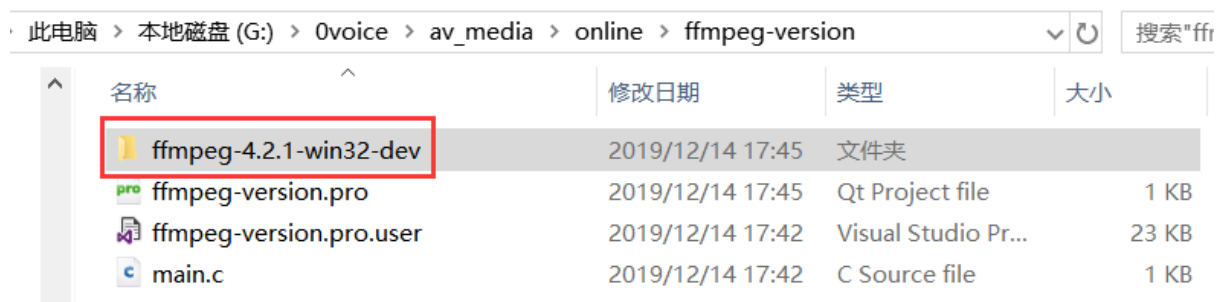 此电脑 > 本地磁盘 (G:) > 0voice > av_media > online > ffmpeg-version 搜索"ffm
名称 修改日期 类型 大小
ffmpeg-4.2.1-win32-dev 2019/12/14 17:45 文件夹
pro ffmpeg-version.pro 2019/12/14 17:45 Qt Project file 1 KB
ffmpeg-version.pro.user 2019/12/14 17:42 Visual Studio Pr... 23 KB
c main.c 2019/12/14 17:42 C Source file 1 KB